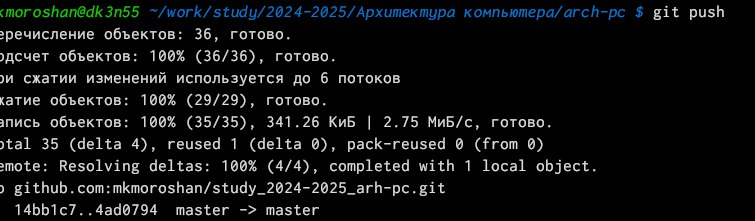 kmoroshan@dk3n55 ~/work/study/2024-2025/Архитектура компьютера/arch-pc $ git push
еречисление объектов: 36, готово.
одсчет объектов: 100% (36/36), готово.
ри сжатии изменений используется до 6 потоков
жатие объектов: 100% (29/29), готово.
апись объектов: 100% (35/35), 341.26 КиБ | 2.75 МиБ/с, готово.
otal 35 (delta 4), reused 1 (delta 0), pack-reused 0 (from 0)
emote: Resolving deltas: 100% (4/4), completed with 1 local object.
o github.com:mkmoroshan/study_2024-2025_arh-pc.git
14bb1c7..4ad0794  master -> master